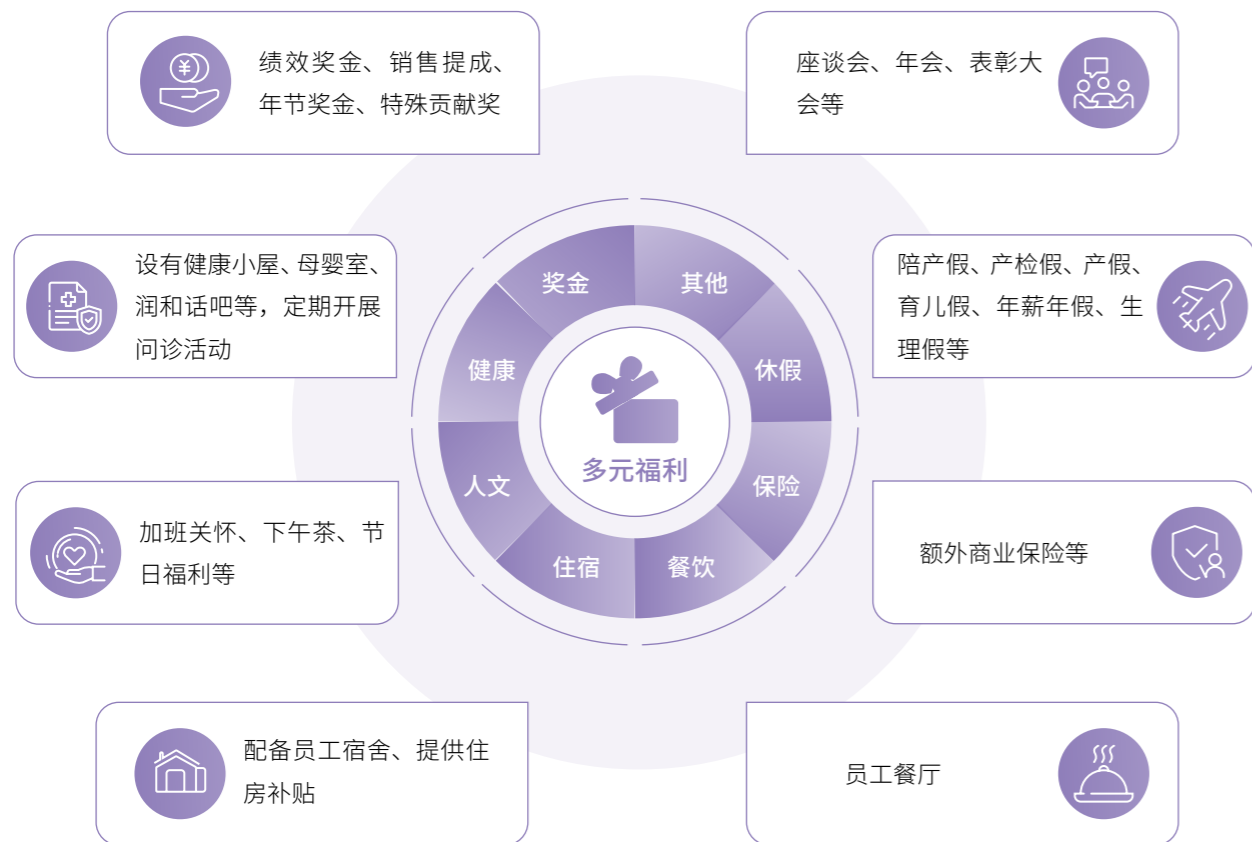 绩效奖金、销售提成、
年节奖金、特殊贡献奖
座谈会、年会、表彰大
会等
设有健康小屋、母婴室、
润和话吧等，定期开展
问诊活动
陪产假、产检假、产假、
育儿假、年薪年假、生
理假等
奖金
其他
健康
休假
人文
保险
住宿
餐饮
多元福利
加班关怀、下午茶、节
日福利等
额外商业保险等
配备员工宿舍、提供住
房补贴
员工餐厅